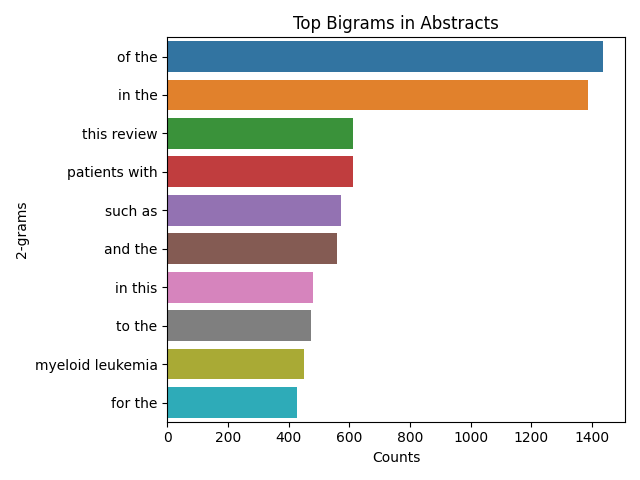 Top Bigrams in Abstracts
2-grams
of the
in the
this review
patients with
such as
and the
in this
to the
myeloid leukemia
for the
0 200 400 600 800 1000 1200 1400
Counts